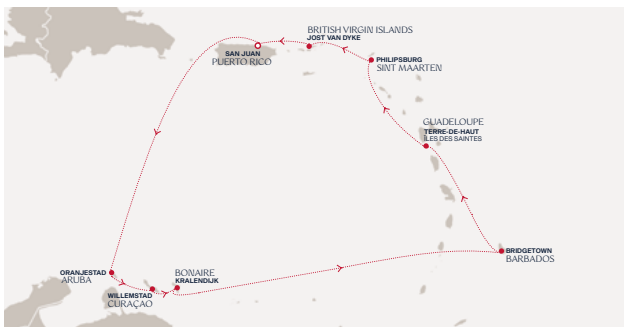 BRITISH VIRGIN ISLANDS
JOST VAN DYKE
SAN JUAN
PUERTO RICO
PHILIPSBURG
SINT MAARTEN
GUADELOUPE
TERRE-DE-HAUT
ÎLES DES SAINTES
BRIDGETOWN
BARBADOS
ORANJESTAD
ARUBA
WILLEMSTAD
CURAÇAO
BONAIRE
KRALENDIJK